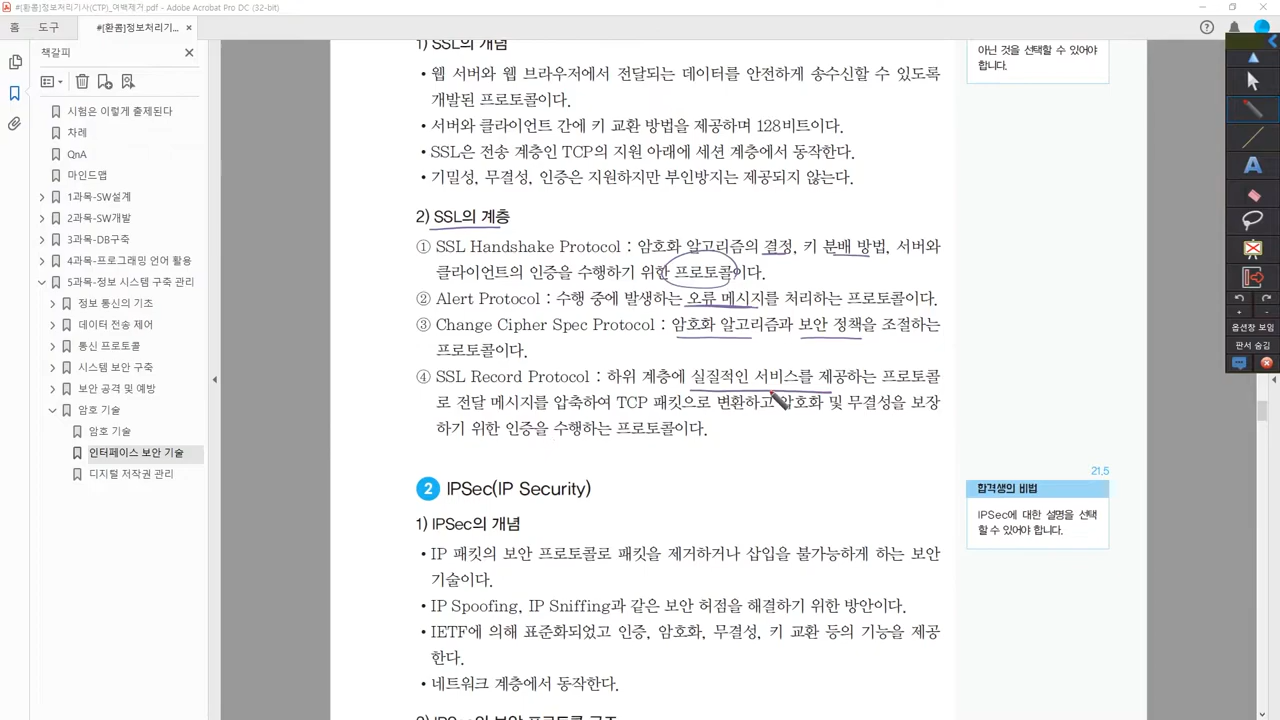 #[환콤]정보처리기사(CTP)_여백제거.pdf - Adobe Acrobat Pro DC (32-bit)
홈 도구 #[환콤]정보처리기... ×
책갈피
시험은 이렇게 출제된다
차례
QnA
마인드맵
1과목-SW설계
2과목-SW개발
3과목-DB구축
4과목-프로그래밍 언어 활용
5과목-정보 시스템 구축 관리
정보 통신의 기초
데이터 전송 제어
통신 프로토콜
시스템 보안 구축
보안 공격 및 예방
암호 기술
암호 기술
인터페이스 보안 기술
디지털 저작권 관리
1) SSL의 개념
• 웹 서버와 웹 브라우저에서 전달되는 데이터를 안전하게 송수신할 수 있도록
개발된 프로토콜이다.
• 서버와 클라이언트 간에 키 교환 방법을 제공하며 128비트이다.
• SSL은 전송 계층인 TCP의 지원 아래에 세션 계층에서 동작한다.
• 기밀성, 무결성, 인증은 지원하지만 부인방지는 제공되지 않는다.
2) SSL의 계층
① SSL Handshake Protocol : 암호화 알고리즘의 결정, 키 분배 방법, 서버와
클라이언트의 인증을 수행하기 위한 프로토콜이다.
② Alert Protocol : 수행 중에 발생하는 오류 메시지를 처리하는 프로토콜이다.
③ Change Cipher Spec Protocol : 암호화 알고리즘과 보안 정책을 조절하는
프로토콜이다.
④ SSL Record Protocol : 하위 계층에 실질적인 서비스를 제공하는 프로토콜
로 전달 메시지를 압축하여 TCP 패킷으로 변환하고 암호화 및 무결성을 보장
하기 위한 인증을 수행하는 프로토콜이다.
2 IPSec(IP Security)
1) IPSec의 개념
• IP 패킷의 보안 프로토콜로 패킷을 제거하거나 삽입을 불가능하게 하는 보안
기술이다.
• IP Spoofing, IP Sniffing과 같은 보안 허점을 해결하기 위한 방안이다.
• IETF에 의해 표준화되었고 인증, 암호화, 무결성, 키 교환 등의 기능을 제공
한다.
• 네트워크 계층에서 동작한다.
2) IPSec의 보안 프로토콜 구조
아닌 것을 선택할 수 있어야
합니다.
21.5
합격생의 비법
IPSec에 대한 설명을 선택
할 수 있어야 합니다.
A
옵션창 보임
판서 숨김